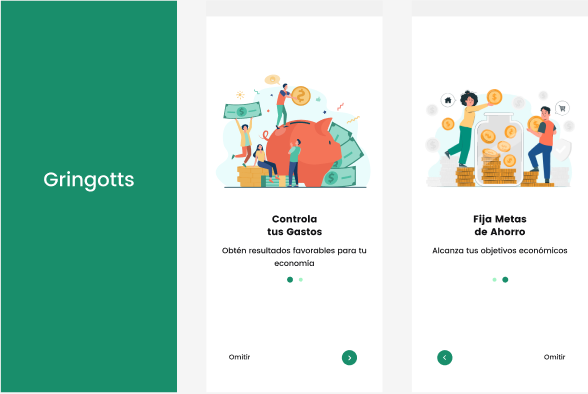 Gringotts
Controla
tus Gastos
Obtén resultados favorables para tu
economía
Omitir
Fija Metas
de Ahorro
Alcanza tus objetivos económicos
Omitir